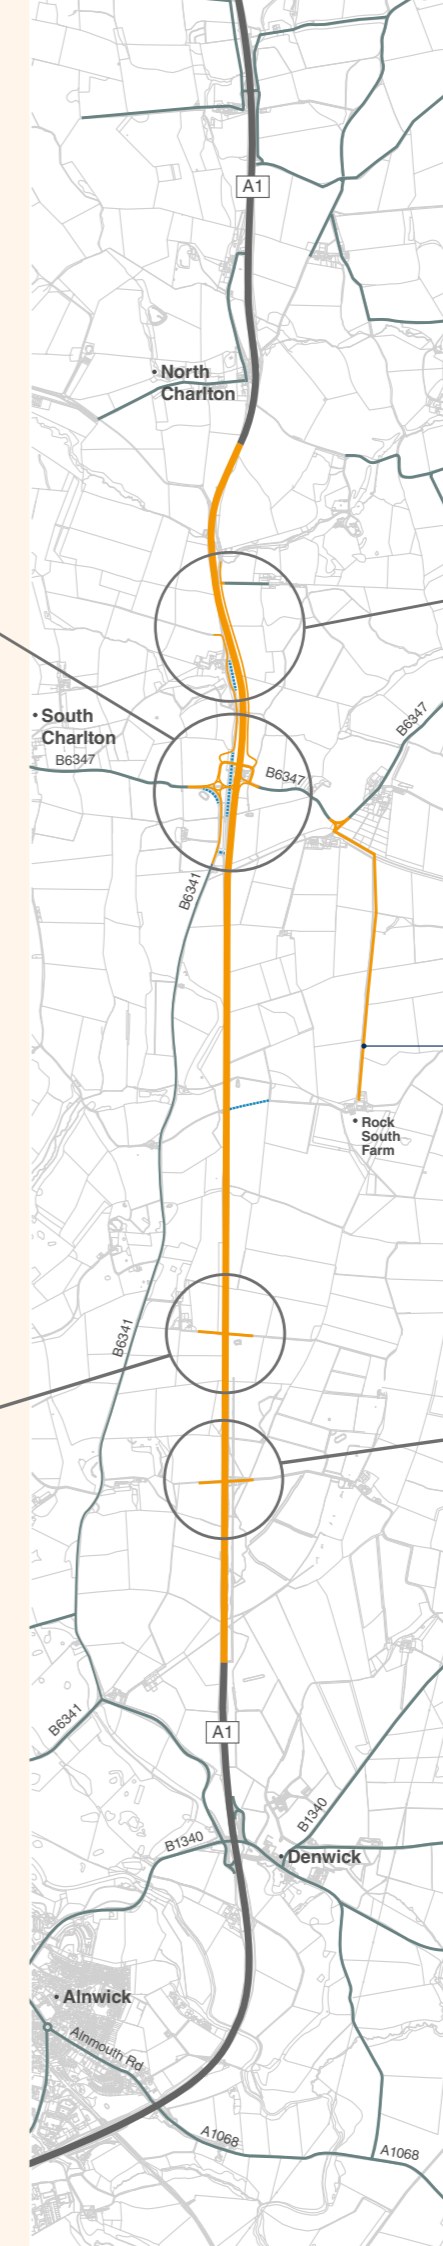 A1
North
Charlton
South
Charlton
B6347
B6347
B6347
B6341
Rock
South
Farm
B6341
B6341
A1
B1340
B1340
Denwick
Alnwick
Alnmouth Rd
A1068
A1068